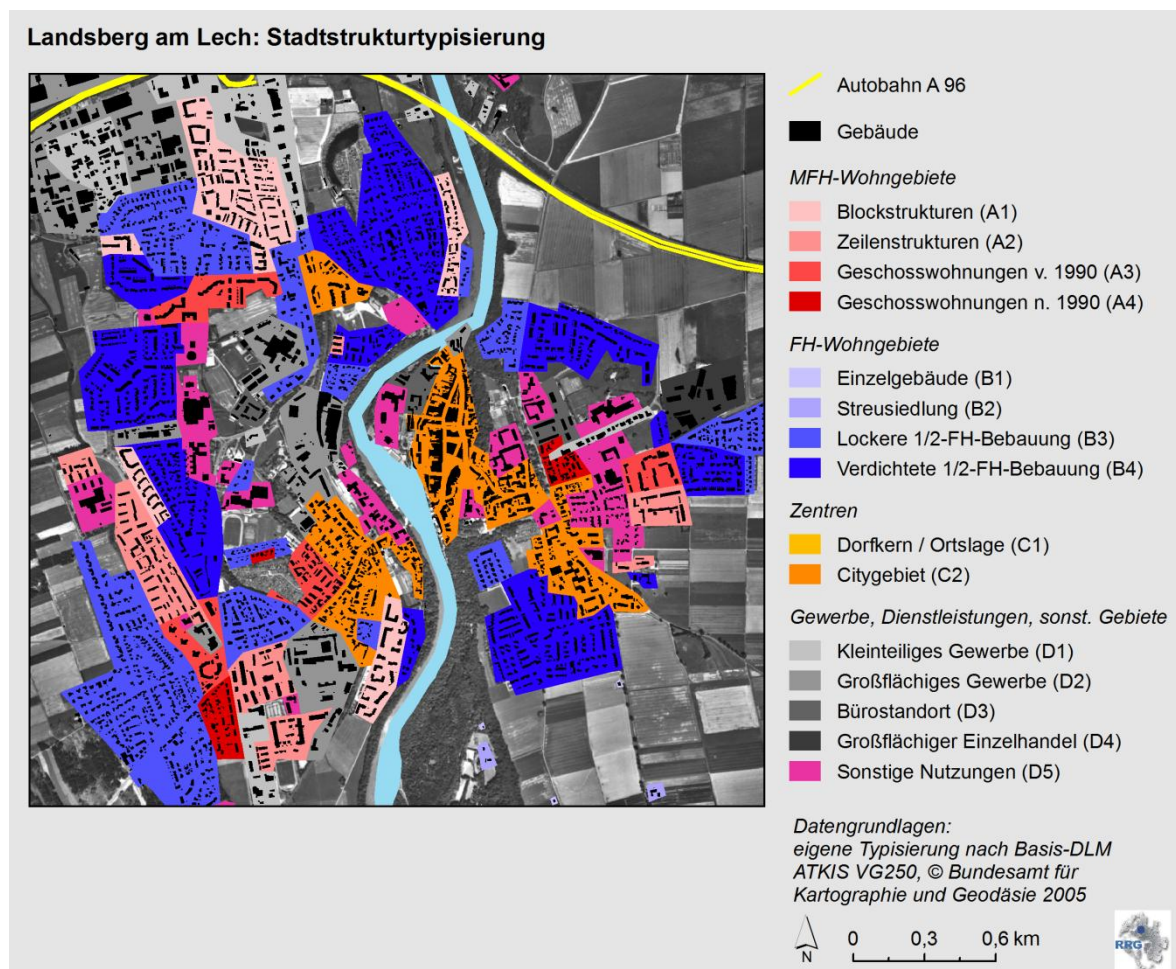 Landsberg am Lech: Stadtstrukturtypisierung
Autobahn A 96
Gebäude
MFH-Wohngebiete
Blockstrukturen (A1)
Zeilenstrukturen (A2)
Geschosswohnungen v. 1990 (A3)
Geschosswohnungen n. 1990 (A4)
FH-Wohngebiete
Einzelgebäude (B1)
Streusiedlung (B2)
Lockere 1/2-FH-Bebauung (B3)
Verdichtete 1/2-FH-Bebauung (B4)
Zentren
Dorfkern / Ortslage (C1)
Citygebiet (C2)
Gewerbe, Dienstleistungen, sonst. Gebiete
Kleinteiliges Gewerbe (D1)
Großflächiges Gewerbe (D2)
Bürostandort (D3)
Großflächiger Einzelhandel (D4)
Sonstige Nutzungen (D5)
Datengrundlagen:
eigene Typisierung nach Basis-DLM
ATKIS VG250, © Bundesamt für
Kartographie und Geodäsie 2005
N 0 0,3 0,6 km
RRG